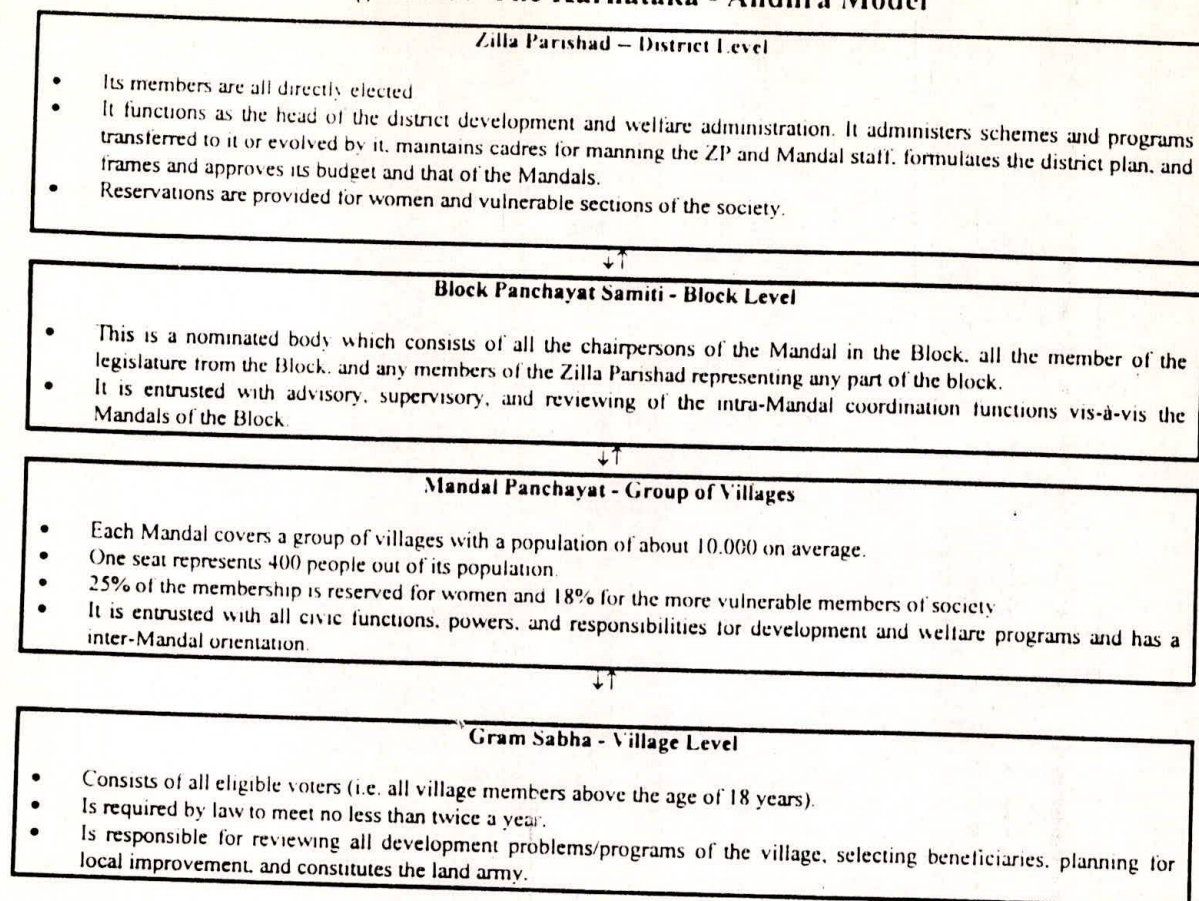 The Karnataka - Andhra Model
Zilla Parishad – District Level
• Its members are all directly elected
• It functions as the head of the district development and welfare administration. It administers schemes and programs
transferred to it or evolved by it, maintains cadres for manning the ZP and Mandal staff, formulates the district plan, and
frames and approves its budget and that of the Mandals.
• Reservations are provided for women and vulnerable sections of the society.
↓↑
Block Panchayat Samiti - Block Level
• This is a nominated body which consists of all the chairpersons of the Mandal in the Block, all the member of the
legislature from the Block, and any members of the Zilla Parishad representing any part of the block.
• It is entrusted with advisory, supervisory, and reviewing of the intra-Mandal coordination functions vis-à-vis the
Mandals of the Block.
↓↑
Mandal Panchayat - Group of Villages
• Each Mandal covers a group of villages with a population of about 10,000 on average.
• One seat represents 400 people out of its population.
• 25% of the membership is reserved for women and 18% for the more vulnerable members of society
• It is entrusted with all civic functions, powers, and responsibilities for development and welfare programs and has a
inter-Mandal orientation.
↓↑
Gram Sabha - Village Level
• Consists of all eligible voters (i.e. all village members above the age of 18 years).
• Is required by law to meet no less than twice a year.
• Is responsible for reviewing all development problems/programs of the village, selecting beneficiaries, planning for
local improvement, and constitutes the land army.